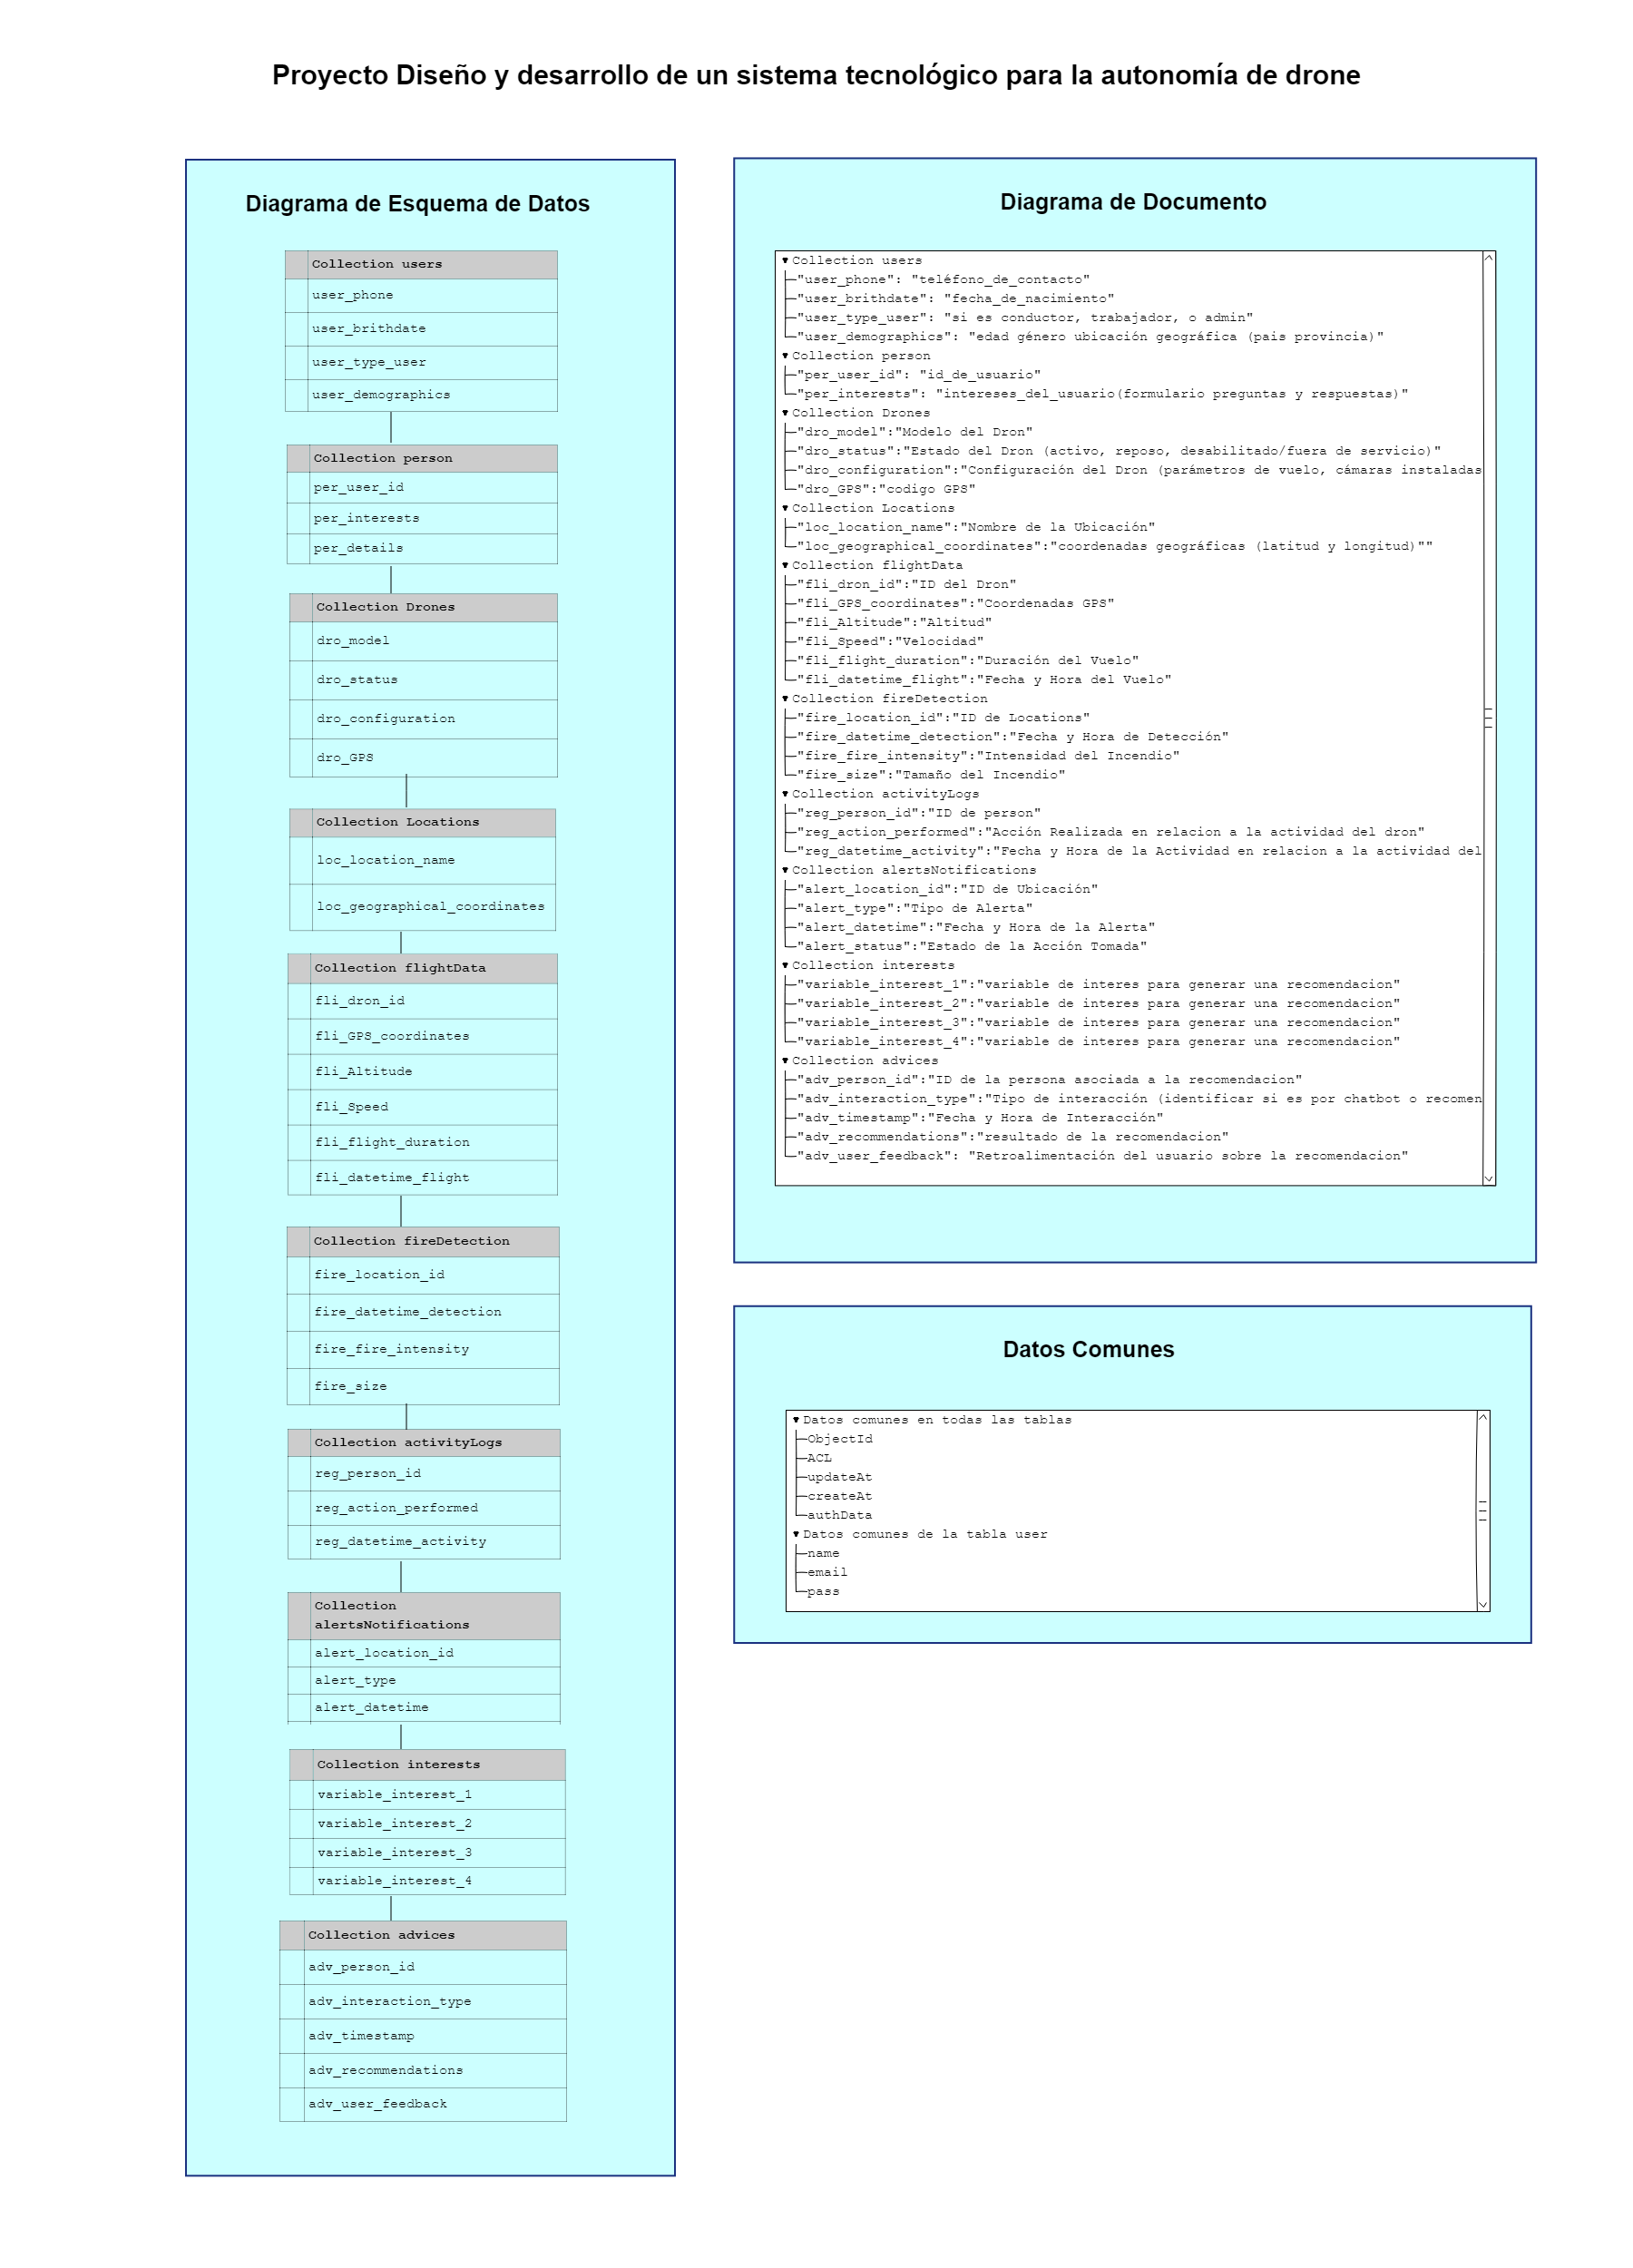 Proyecto Diseño y desarrollo de un sistema tecnológico para la autonomía de drone
Diagrama de Esquema de Datos
Collection users
user_phone
user_brithdate
user_type_user
user_demographics
Collection person
per_user_id
per_interests
per_details
Collection Drones
dro_model
dro_status
dro_configuration
dro_GPS
Collection Locations
loc_location_name
loc_geographical_coordinates
Collection flightData
fli_dron_id
fli_GPS_coordinates
fli_Altitude
fli_Speed
fli_flight_duration
fli_datetime_flight
Collection fireDetection
fire_location_id
fire_datetime_detection
fire_fire_intensity
fire_size
Collection activityLogs
reg_person_id
reg_action_performed
reg_datetime_activity
Collection
alertsNotifications
alert_location_id
alert_type
alert_datetime
Collection interests
variable_interest_1
variable_interest_2
variable_interest_3
variable_interest_4
Collection advices
adv_person_id
adv_interaction_type
adv_timestamp
adv_recommendations
adv_user_feedback
Diagrama de Documento
Collection users
"user_phone": "teléfono_de_contacto"
"user_brithdate": "fecha_de_nacimiento"
"user_type_user": "si es conductor, trabajador, o admin"
"user_demographics": "edad género ubicación geográfica (pais provincia)"
Collection person
"per_user_id": "id_de_usuario"
"per_interests": "intereses_del_usuario(formulario preguntas y respuestas)"
Collection Drones
"dro_model":"Modelo del Dron"
"dro_status":"Estado del Dron (activo, reposo, desabilitado/fuera de servicio)"
"dro_configuration":"Configuración del Dron (parámetros de vuelo, cámaras instaladas
"dro_GPS":"codigo GPS"
Collection Locations
"loc_location_name":"Nombre de la Ubicación"
"loc_geographical_coordinates":"coordenadas geográficas (latitud y longitud)""
Collection flightData
"fli_dron_id":"ID del Dron"
"fli_GPS_coordinates":"Coordenadas GPS"
"fli_Altitude":"Altitud"
"fli_Speed":"Velocidad"
"fli_flight_duration":"Duración del Vuelo"
"fli_datetime_flight":"Fecha y Hora del Vuelo"
Collection fireDetection
"fire_location_id":"ID de Locations"
"fire_datetime_detection":"Fecha y Hora de Detección"
"fire_fire_intensity":"Intensidad del Incendio"
"fire_size":"Tamaño del Incendio"
Collection activityLogs
"reg_person_id":"ID de person"
"reg_action_performed":"Acción Realizada en relacion a la actividad del dron"
"reg_datetime_activity":"Fecha y Hora de la Actividad en relacion a la actividad del
Collection alertsNotifications
"alert_location_id":"ID de Ubicación"
"alert_type":"Tipo de Alerta"
"alert_datetime":"Fecha y Hora de la Alerta"
"alert_status":"Estado de la Acción Tomada"
Collection interests
"variable_interest_1":"variable de interes para generar una recomendacion"
"variable_interest_2":"variable de interes para generar una recomendacion"
"variable_interest_3":"variable de interes para generar una recomendacion"
"variable_interest_4":"variable de interes para generar una recomendacion"
Collection advices
"adv_person_id":"ID de la persona asociada a la recomendacion"
"adv_interaction_type":"Tipo de interacción (identificar si es por chatbot o recomen
"adv_timestamp":"Fecha y Hora de Interacción"
"adv_recommendations":"resultado de la recomendacion"
"adv_user_feedback": "Retroalimentación del usuario sobre la recomendacion"
Datos Comunes
Datos comunes en todas las tablas
ObjectId
ACL
updateAt
createAt
authData
Datos comunes de la tabla user
name
email
pass